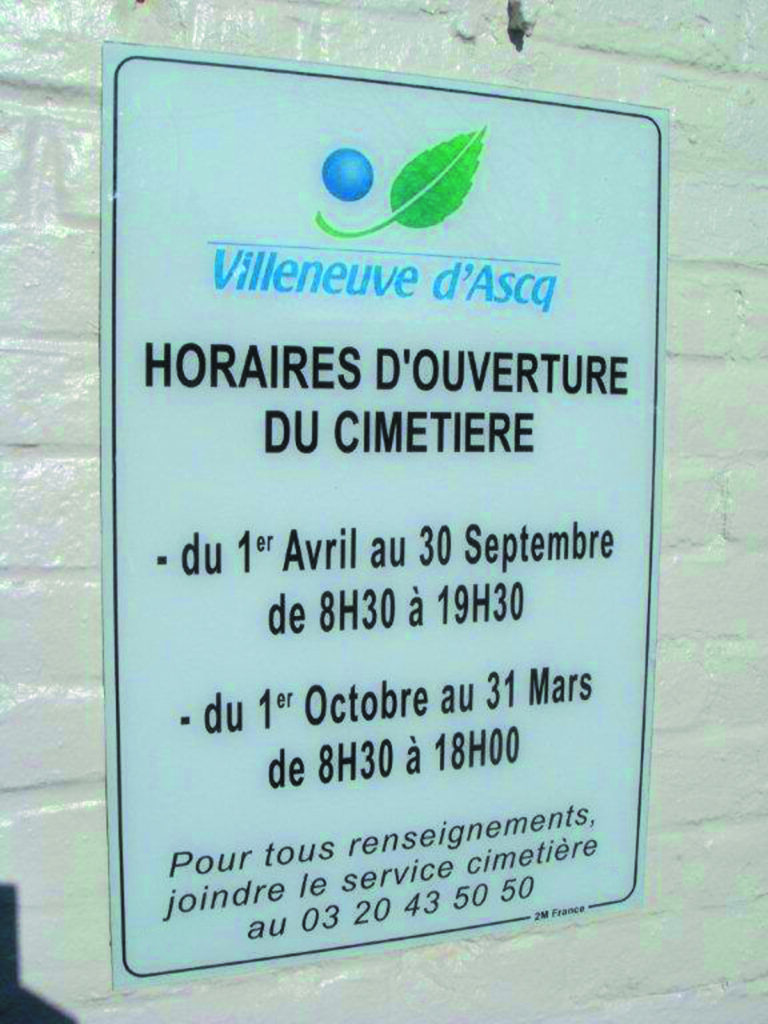 Villeneuve d'Ascq
HORAIRES D'OUVERTURE
DU CIMETIERE
- du 1er Avril au 30 Septembre
de 8H30 à 19H30
- du 1er Octobre au 31 Mars
de 8H30 à 18H00
Pour tous renseignements,
joindre le service cimetière
au 03 20 43 50 50
2M France